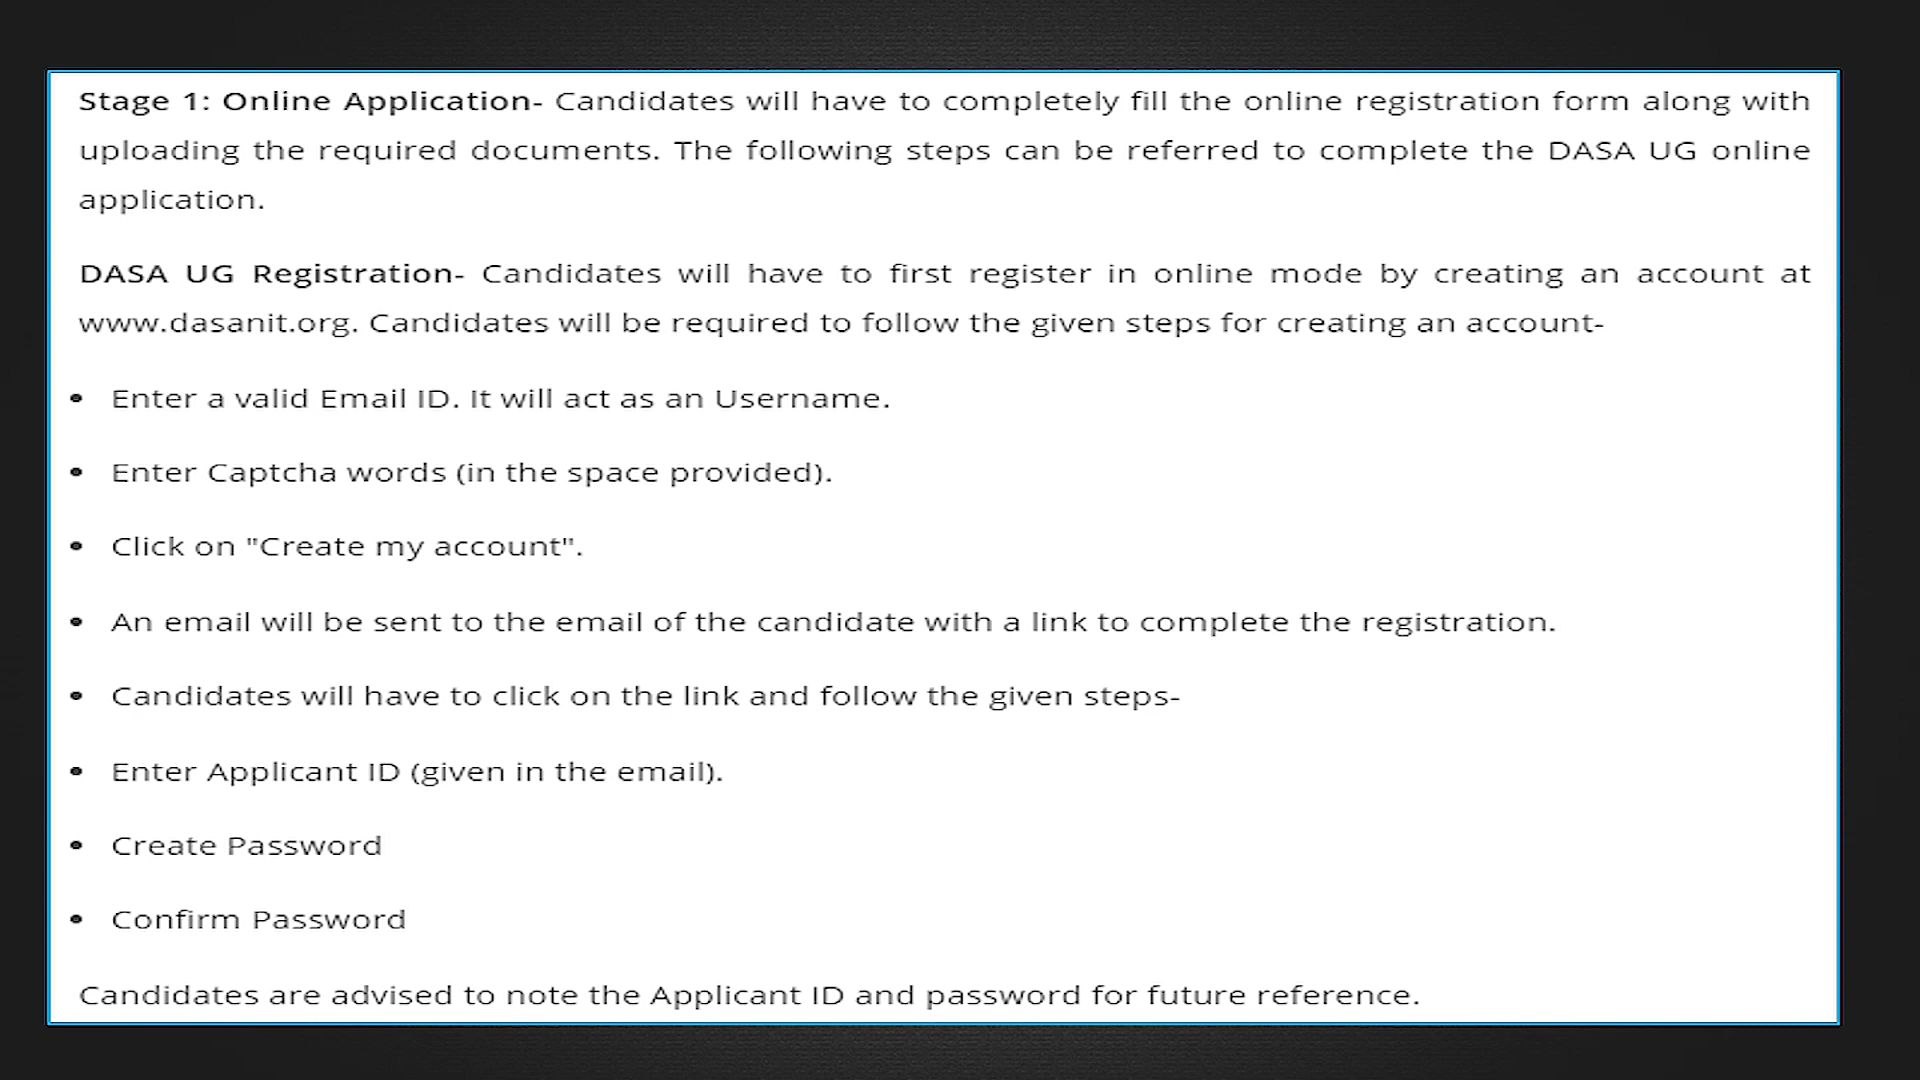 Stage 1: Online Application- Candidates will have to completely fill the online registration form along with
uploading the required documents. The following steps can be referred to complete the DASA UG online
application.
DASA UG Registration- Candidates will have to first register in online mode by creating an account at
www.dasanit.org. Candidates will be required to follow the given steps for creating an account-
• Enter a valid Email ID. It will act as an Username.
• Enter Captcha words (in the space provided).
• Click on "Create my account".
• An email will be sent to the email of the candidate with a link to complete the registration.
• Candidates will have to click on the link and follow the given steps-
• Enter Applicant ID (given in the email).
• Create Password
• Confirm Password
Candidates are advised to note the Applicant ID and password for future reference.